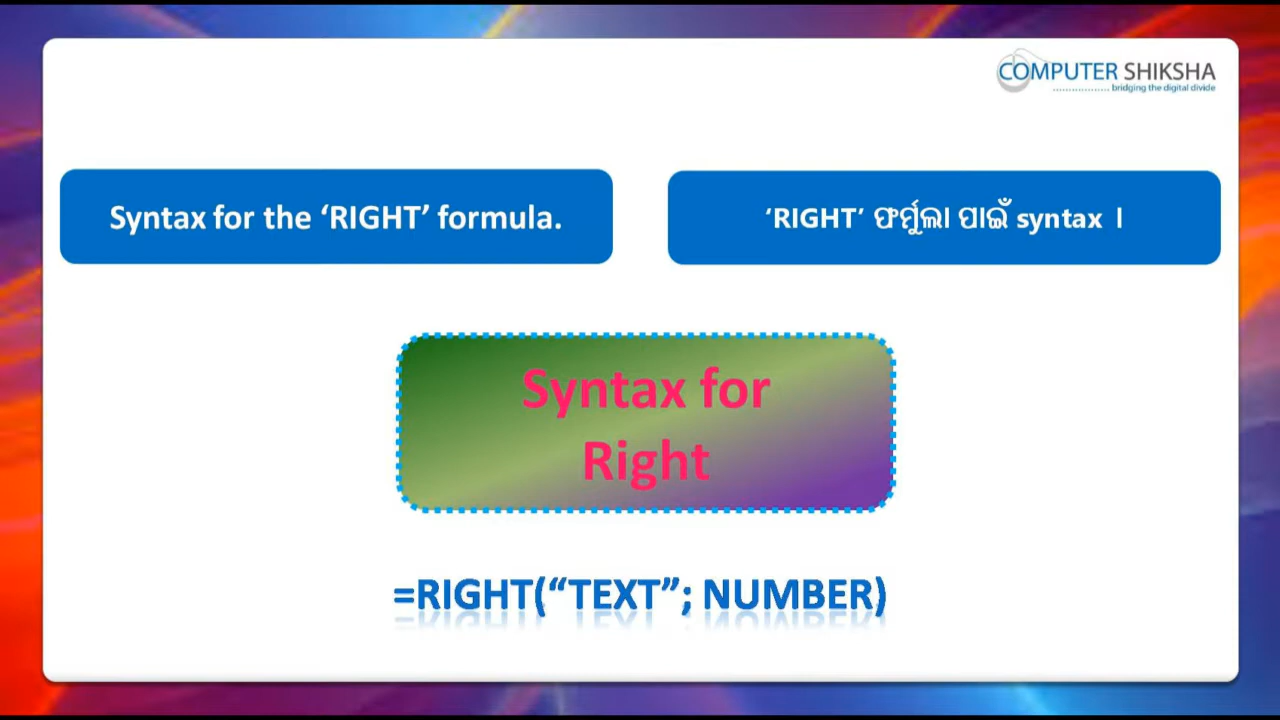 COMPUTER SHIKSHA
bridging the digital divide
Syntax for the ‘RIGHT’ formula.
‘RIGHT’ ଫର୍ମୁଲା ପାଇଁ syntax ।
Syntax for
Right
=RIGHT(“TEXT”; NUMBER)